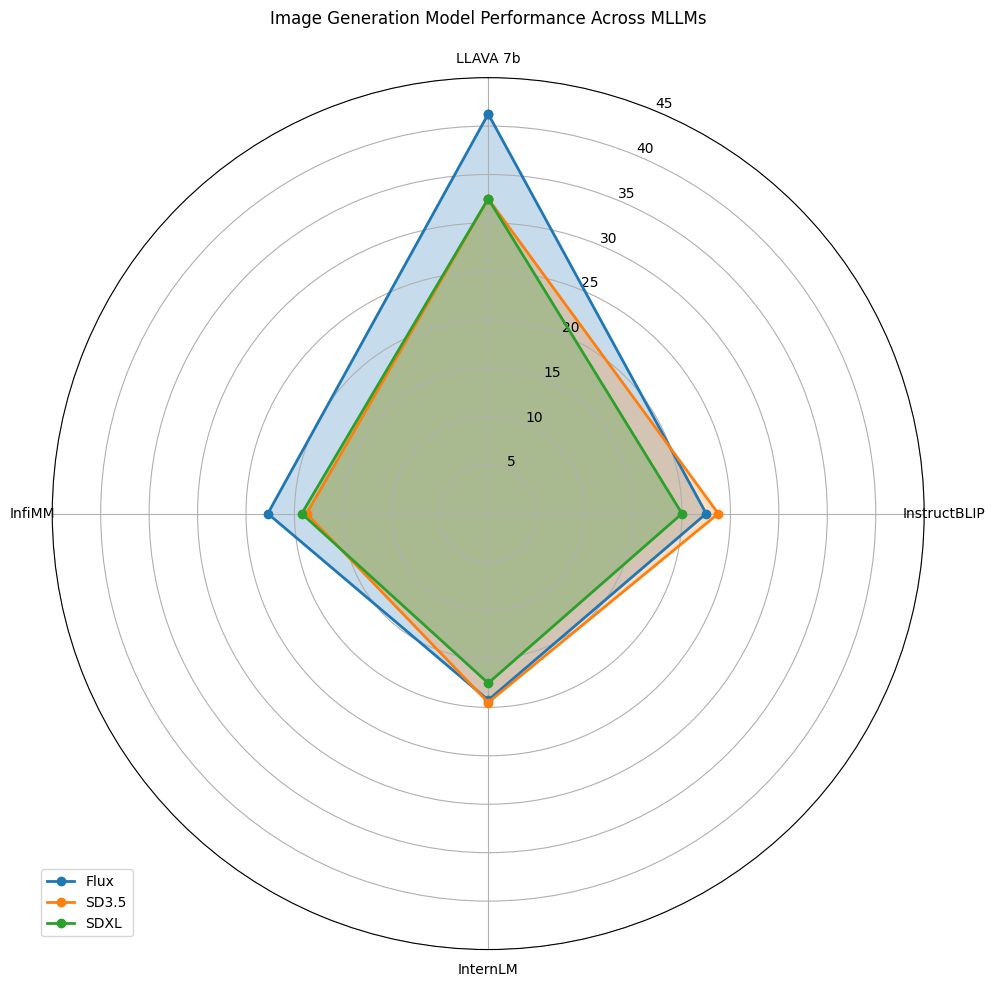 Image Generation Model Performance Across MLLMs
LLAVA 7b
45
40
35
30
25
20
15
10
5
InfiMM
InstructBLIP
Flux
SD3.5
SDXL
InternLM